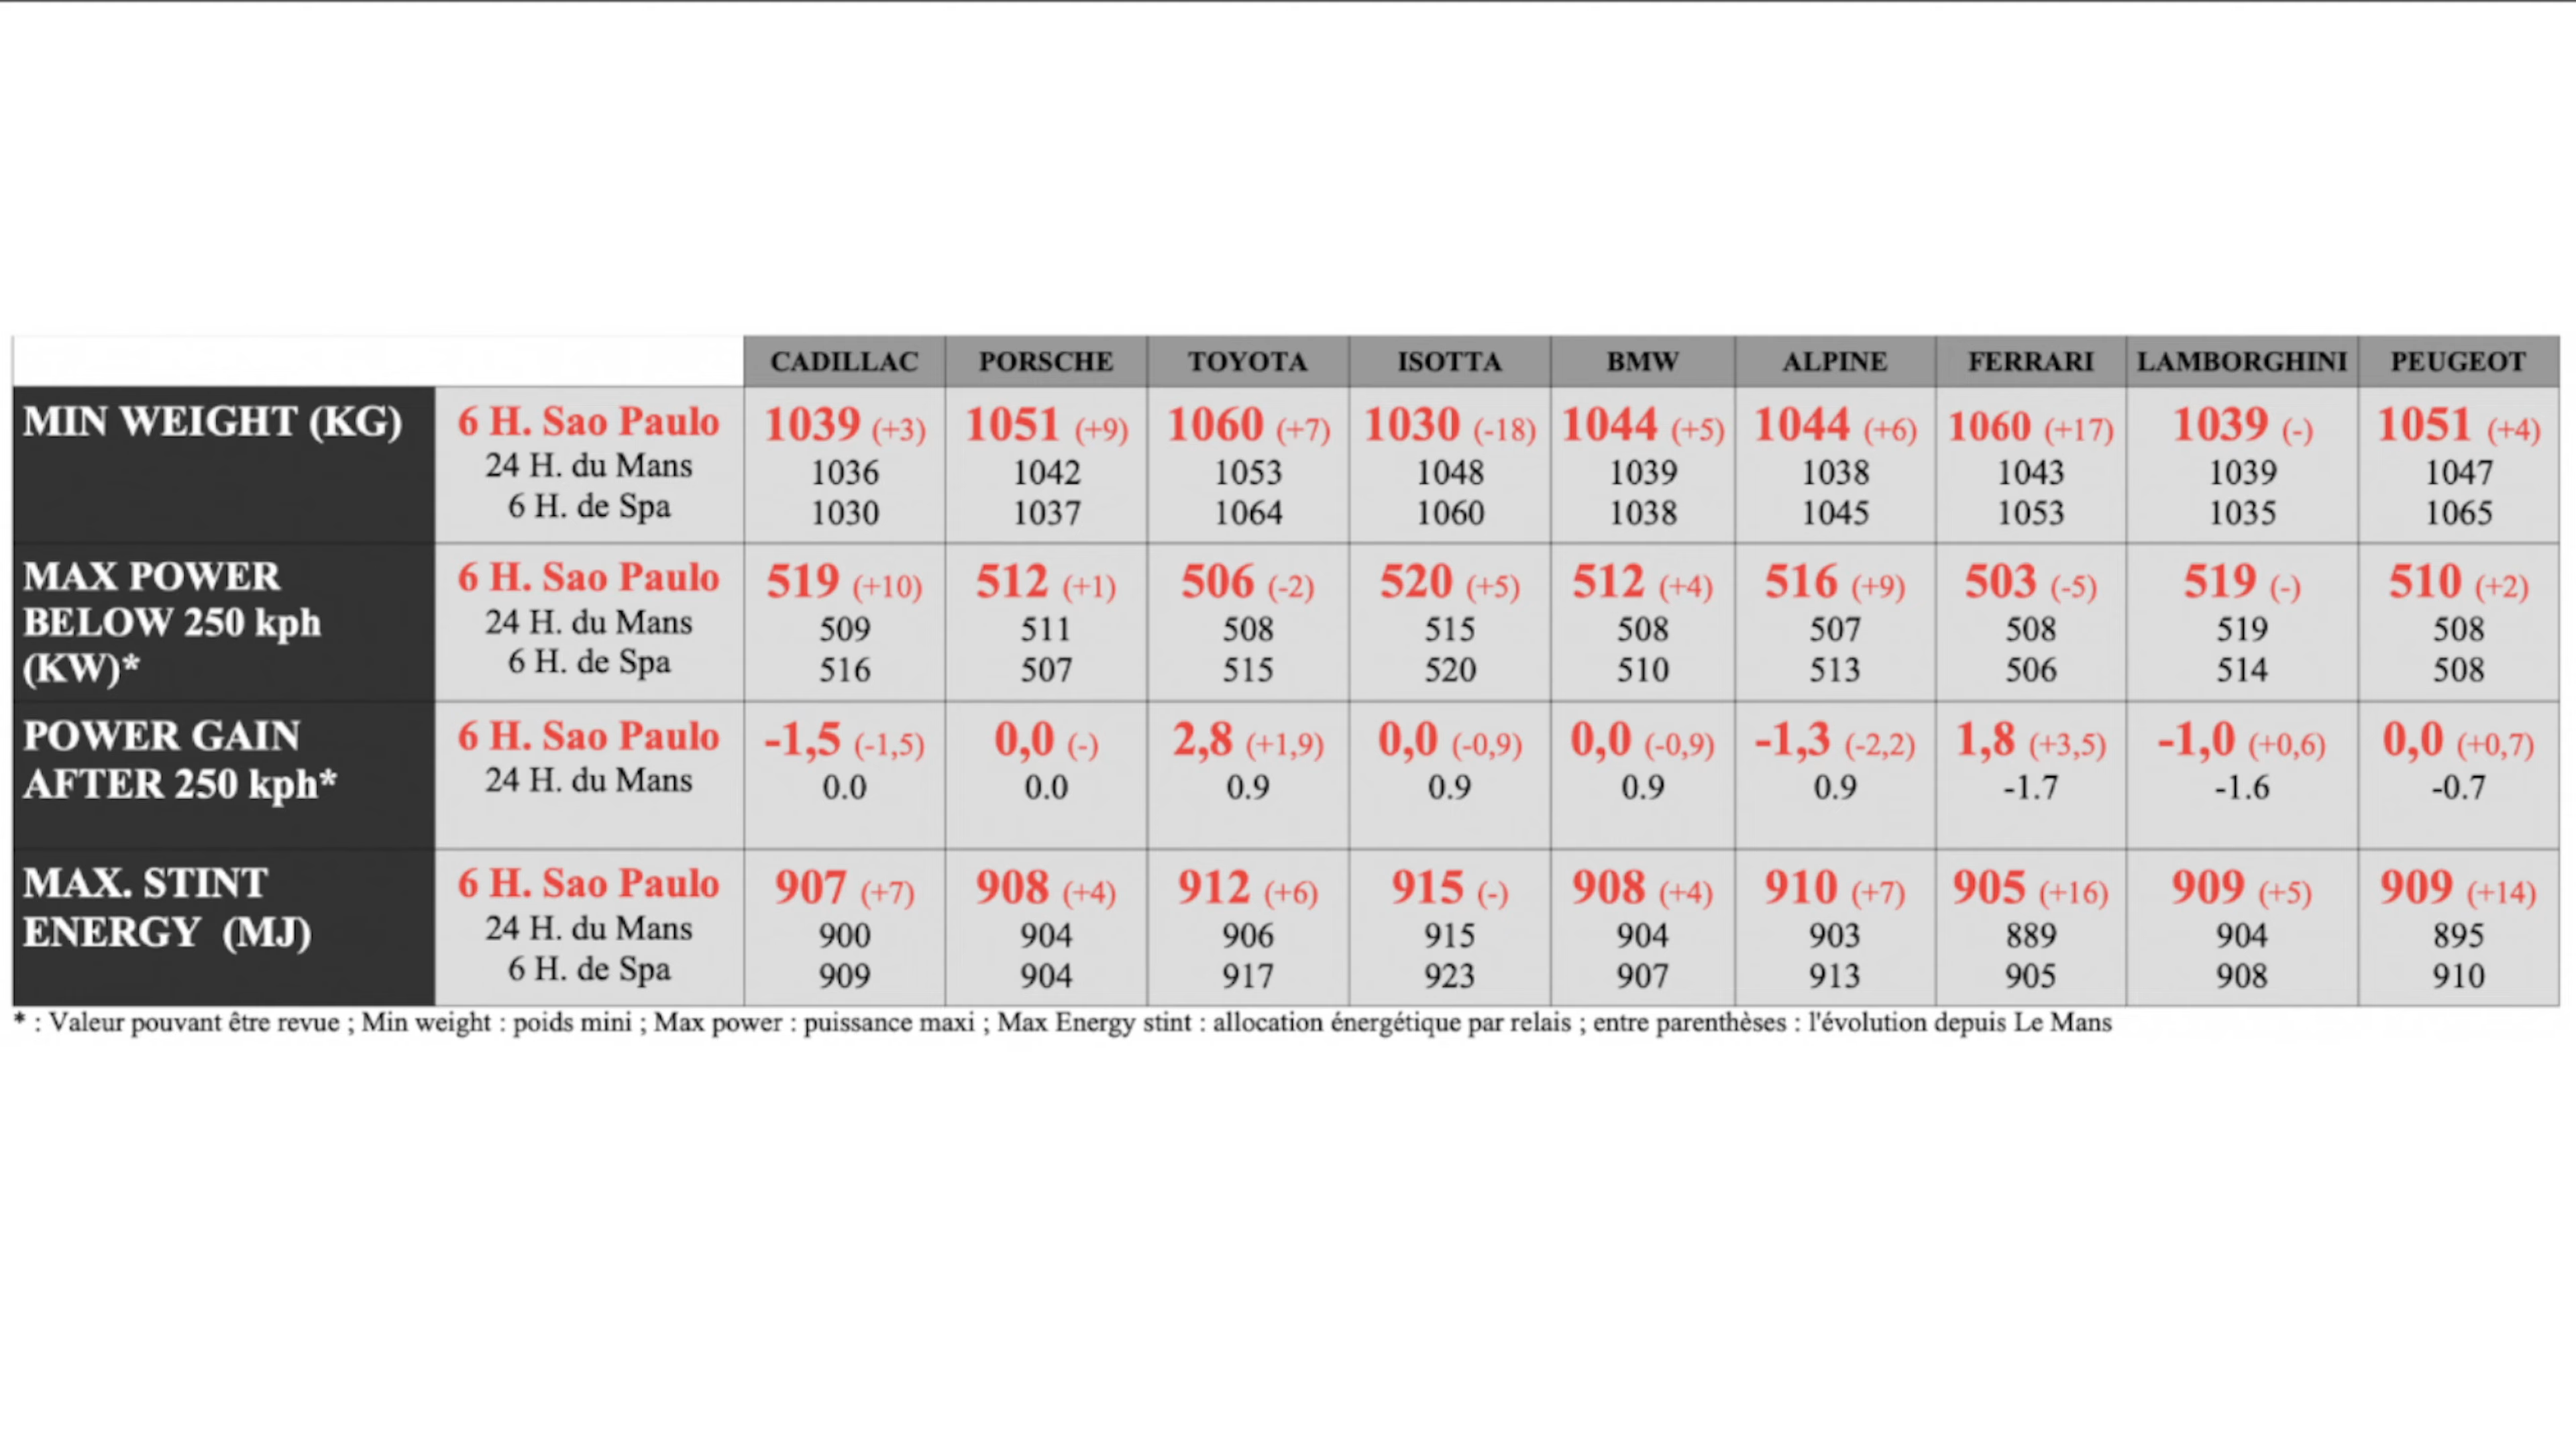 CADILLAC PORSCHE TOYOTA ISOTTA BMW ALPINE FERRARI LAMBORGHINI PEUGEOT
MIN WEIGHT (KG) 6 H. Sao Paulo 1039 (+3) 1051 (+9) 1060 (+7) 1030 (-18) 1044 (+5) 1044 (+6) 1060 (+17) 1039 (-) 1051 (+4)
24 H. du Mans 1036 1042 1053 1048 1039 1038 1043 1039 1047
6 H. de Spa 1030 1037 1064 1060 1038 1045 1053 1035 1065
MAX POWER 6 H. Sao Paulo 519 (+10) 512 (+1) 506 (-2) 520 (+5) 512 (+4) 516 (+9) 503 (-5) 519 (-) 510 (+2)
BELOW 250 kph 24 H. du Mans 509 511 508 515 508 507 508 519 508
(KW)* 6 H. de Spa 516 507 515 520 510 513 506 514 508
POWER GAIN 6 H. Sao Paulo -1,5 (-1,5) 0,0 (-) 2,8 (+1,9) 0,0 (-0,9) 0,0 (-0,9) -1,3 (-2,2) 1,8 (+3,5) -1,0 (+0,6) 0,0 (+0,7)
AFTER 250 kph* 24 H. du Mans 0.0 0.0 0.9 0.9 0.9 0.9 -1.7 -1.6 -0.7
MAX. STINT 6 H. Sao Paulo 907 (+7) 908 (+4) 912 (+6) 915 (-) 908 (+4) 910 (+7) 905 (+16) 909 (+5) 909 (+14)
ENERGY (MJ) 24 H. du Mans 900 904 906 915 904 903 889 904 895
6 H. de Spa 909 904 917 923 907 913 905 908 910
* : Valeur pouvant être revue ; Min weight : poids mini ; Max power : puissance maxi ; Max Energy stint : allocation énergétique par relais ; entre parenthèses : l'évolution depuis Le Mans